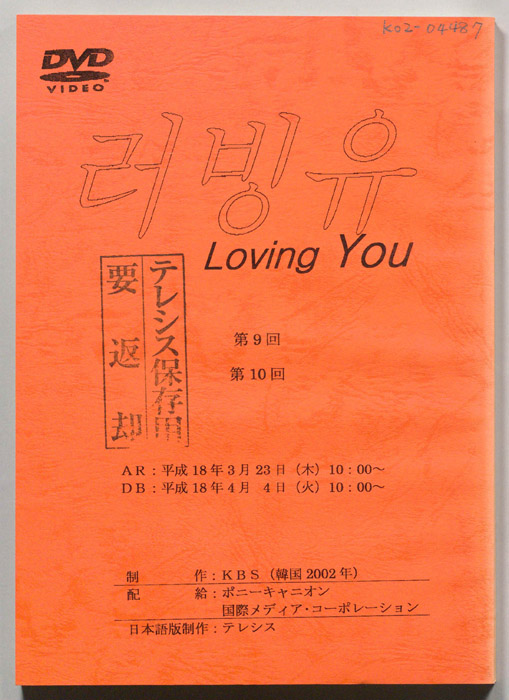 K02-04487
DVD
VIDEO
러빙유
Loving You
テレシス保存用
要返却
第9回
第10回
AR:平成18年3月23日(木)10:00~
DB:平成18年4月 4日(火)10:00~
制 作:KBS(韓国2002年)
配 給:ポニーキャニオン
国際メディア・コーポレーション
日本語版制作:テレシス